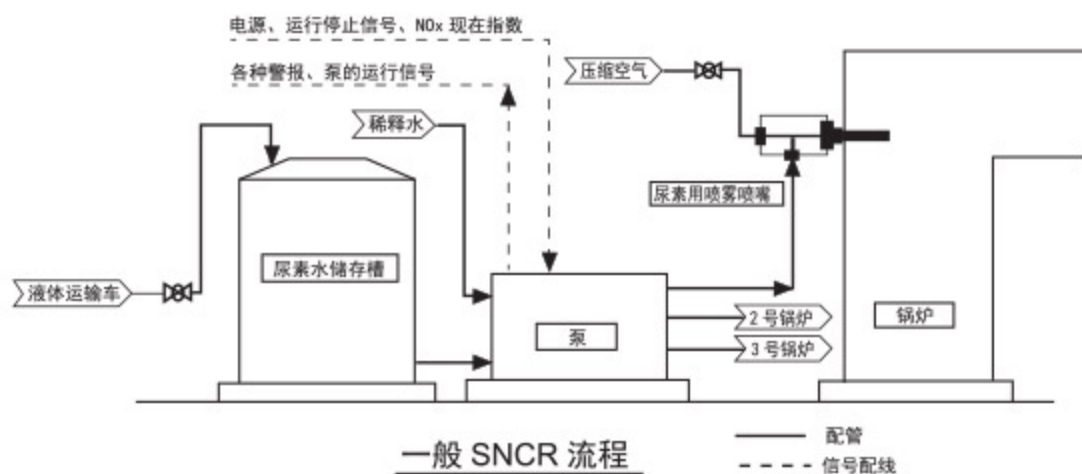 电源、运行停止信号、NOx 现在指数
各种警报、泵的运行信号
压缩空气
稀释水
尿素用喷雾喷嘴
尿素水储存槽
液体运输车
泵
2 号锅炉
3 号锅炉
锅炉
一般 SNCR 流程
配管
信号配线